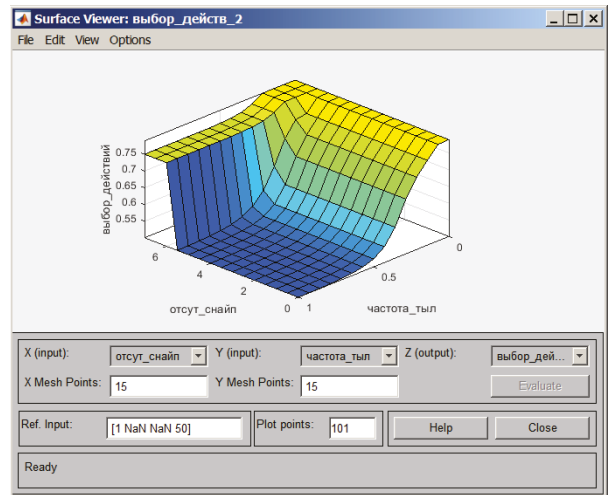 Surface Viewer: выбор_действ_2
File Edit View Options
выбор_действий
0.75
0.7
0.65
0.6
0.55
6
4
2
0
отсут_снайп
1
0.5
0
частота_тыл
X (input): отсут_снайп Y (input): частота_тыл Z (output): выбор_дей...
X Mesh Points: 15 Y Mesh Points: 15 Evaluate
Ref. Input: [1 NaN NaN 50] Plot points: 101 Help Close
Ready